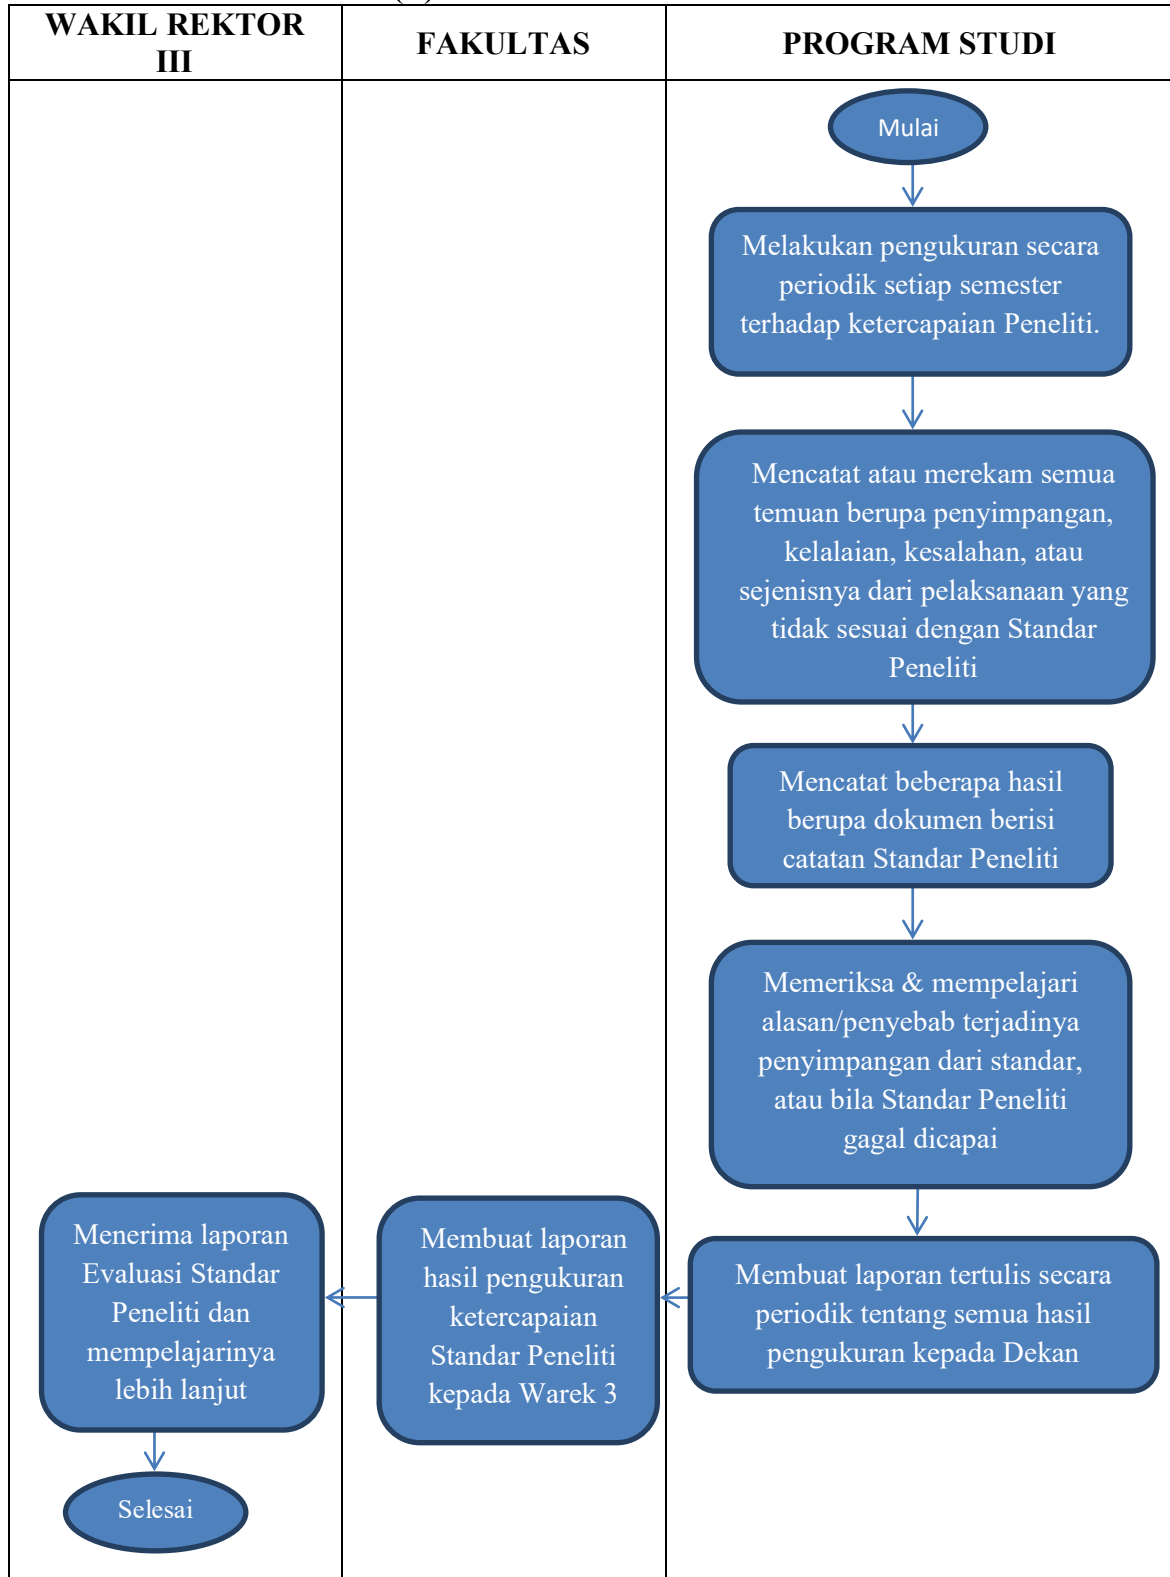 WAKIL REKTOR
III
FAKULTAS
PROGRAM STUDI
Mulai
Melakukan pengukuran secara
periodik setiap semester
terhadap ketercapaian Peneliti.
Mencatat atau merekam semua
temuan berupa penyimpangan,
kelalaian, kesalahan, atau
sejenisnya dari pelaksanaan yang
tidak sesuai dengan Standar
Peneliti
Mencatat beberapa hasil
berupa dokumen berisi
catatan Standar Peneliti
Memeriksa & mempelajari
alasan/penyebab terjadinya
penyimpangan dari standar,
atau bila Standar Peneliti
gagal dicapai
Membuat laporan tertulis secara
periodik tentang semua hasil
pengukuran kepada Dekan
Membuat laporan
hasil pengukuran
ketercapaian
Standar Peneliti
kepada Warek 3
Menerima laporan
Evaluasi Standar
Peneliti dan
mempelajarinya
lebih lanjut
Selesai